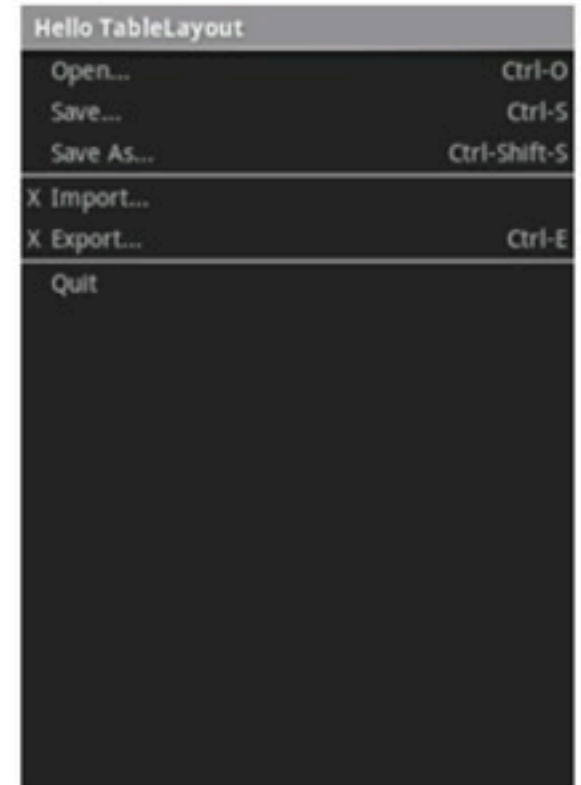 Hello TableLayout
Open... Ctrl-O
Save... Ctrl-S
Save As... Ctrl-Shift-S
X Import...
X Export... Ctrl-E
Quit